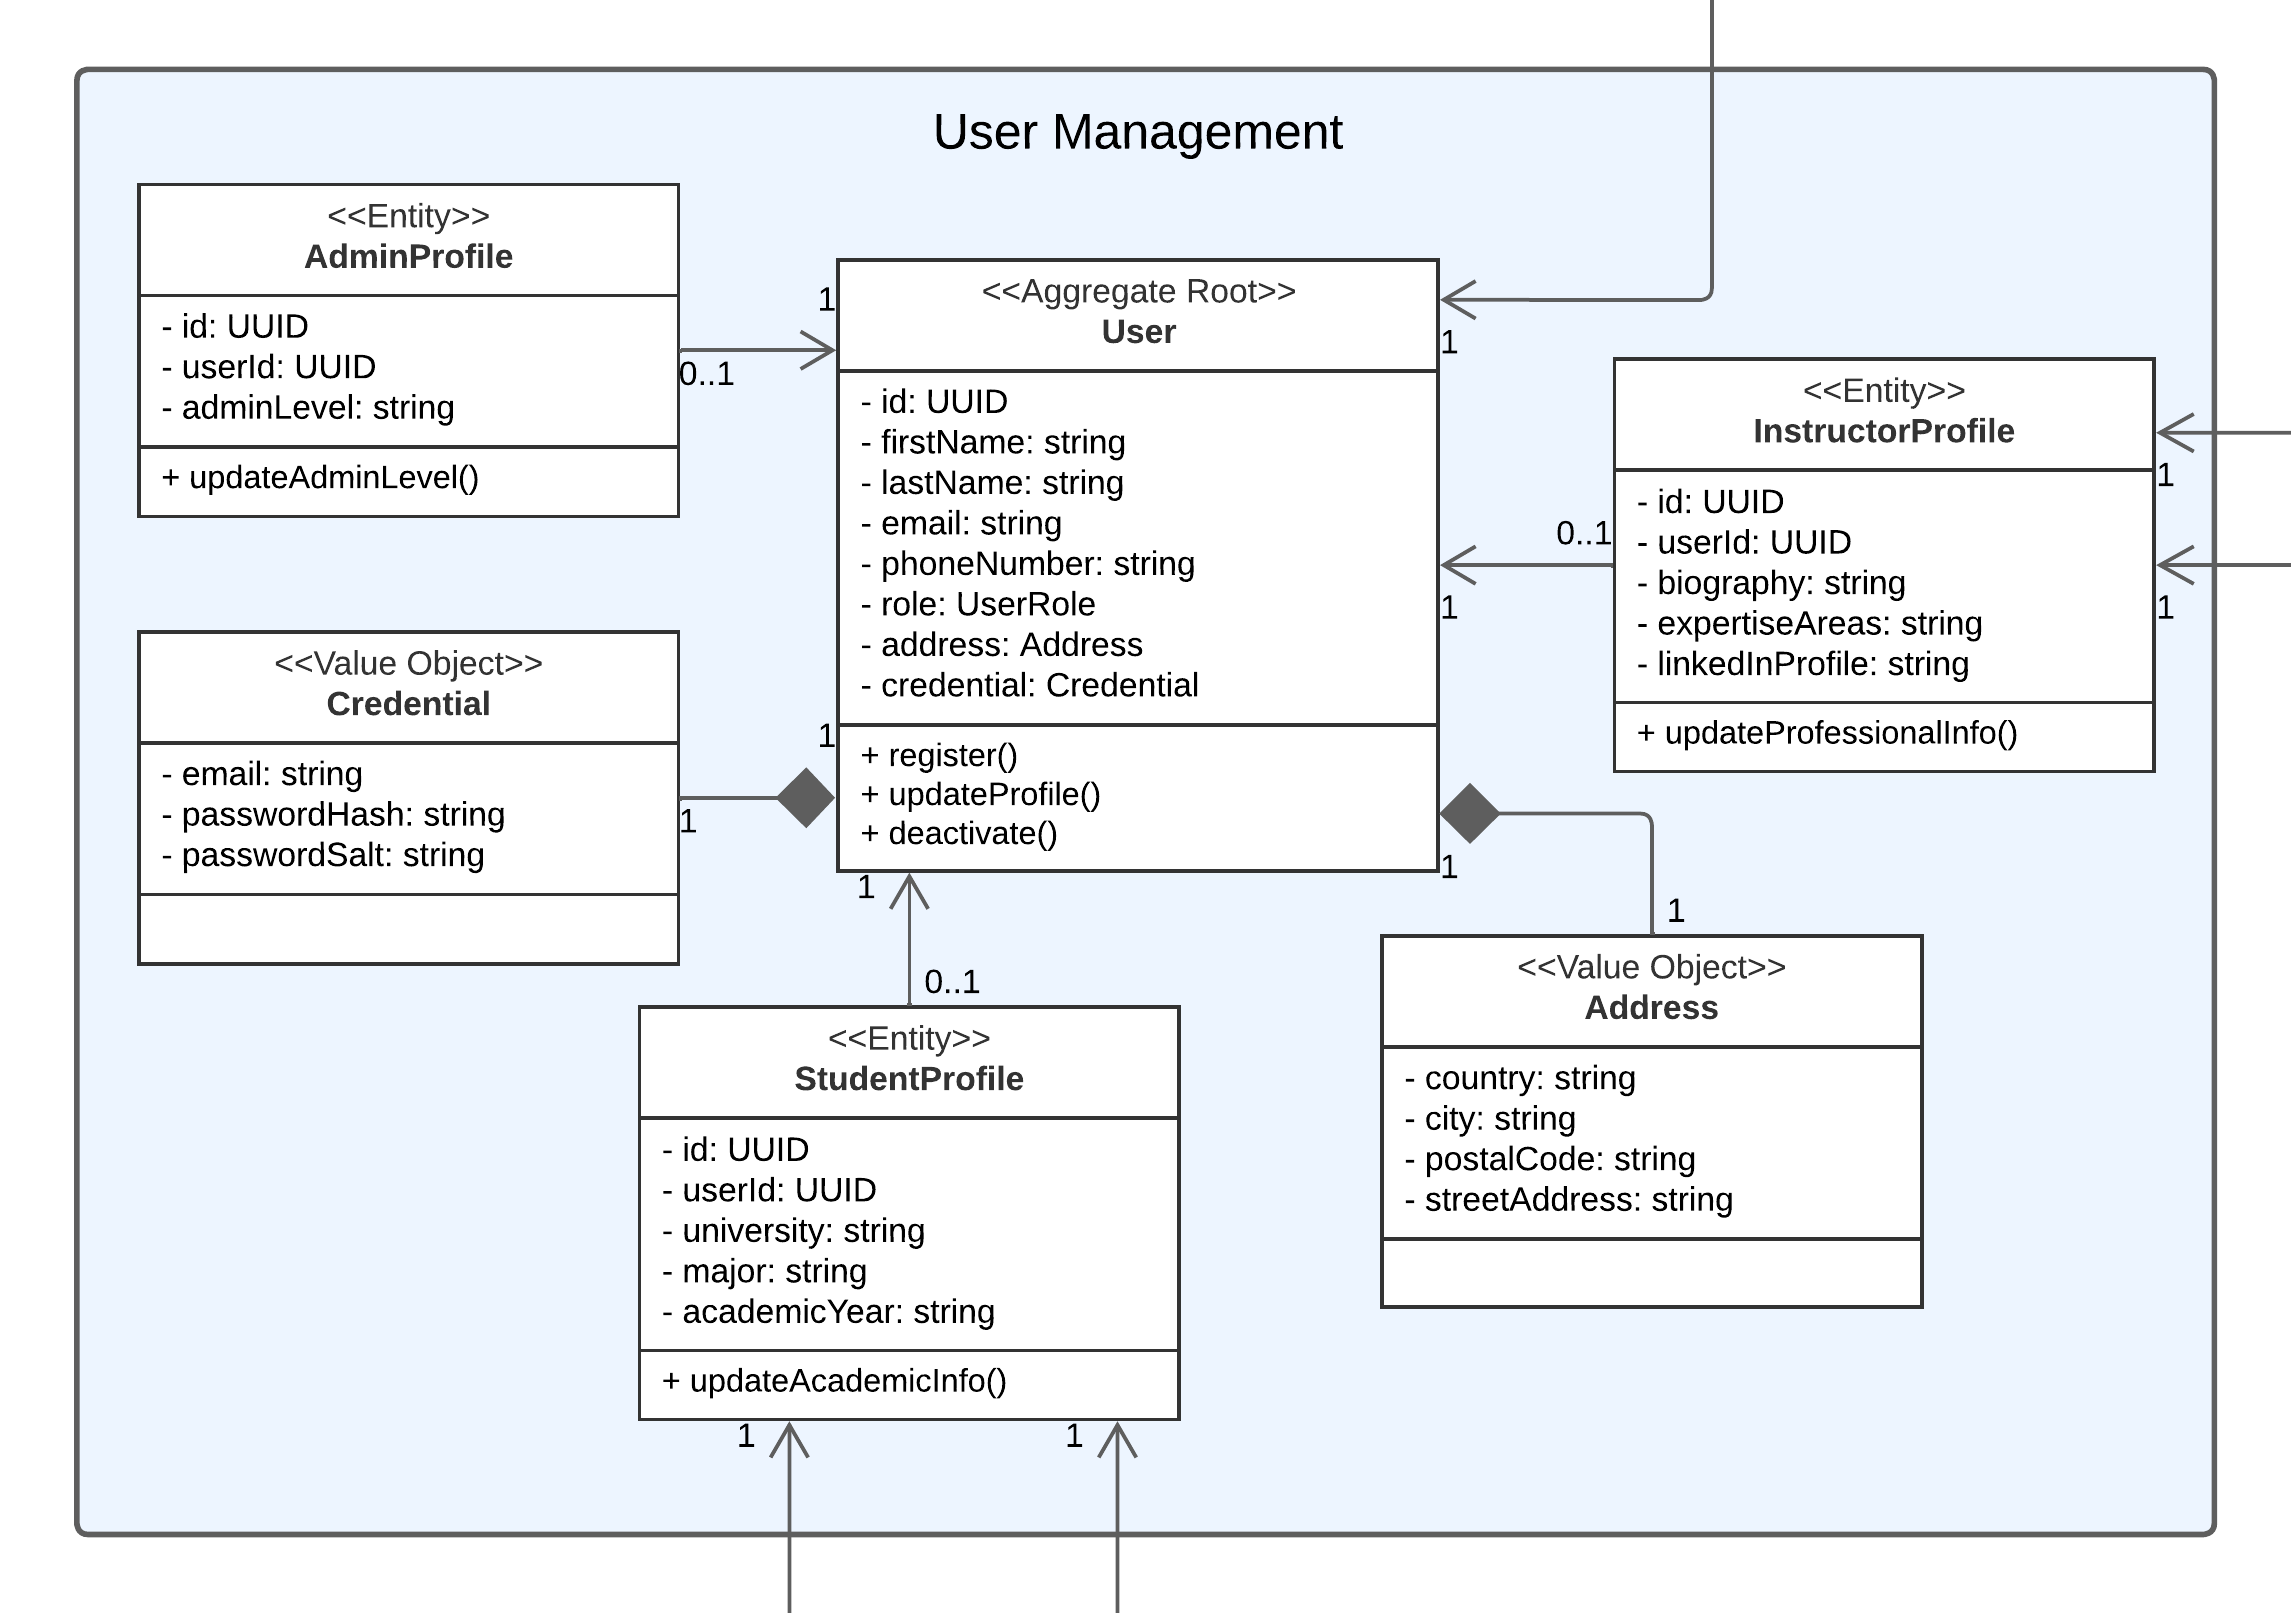 User Management
<<Entity>>
AdminProfile
- id: UUID
- userId: UUID
- adminLevel: string
+ updateAdminLevel()
0..1
1
<<Aggregate Root>>
User
- id: UUID
- firstName: string
- lastName: string
- email: string
- phoneNumber: string
- role: UserRole
- address: Address
- credential: Credential
+ register()
+ updateProfile()
+ deactivate()
1
0..1
1
<<Entity>>
InstructorProfile
- id: UUID
- userId: UUID
- biography: string
- expertiseAreas: string
- linkedInProfile: string
+ updateProfessionalInfo()
1
1
<<Value Object>>
Credential
- email: string
- passwordHash: string
- passwordSalt: string
1
1
1
0..1
<<Entity>>
StudentProfile
- id: UUID
- userId: UUID
- university: string
- major: string
- academicYear: string
+ updateAcademicInfo()
1
1
1
1
<<Value Object>>
Address
- country: string
- city: string
- postalCode: string
- streetAddress: string